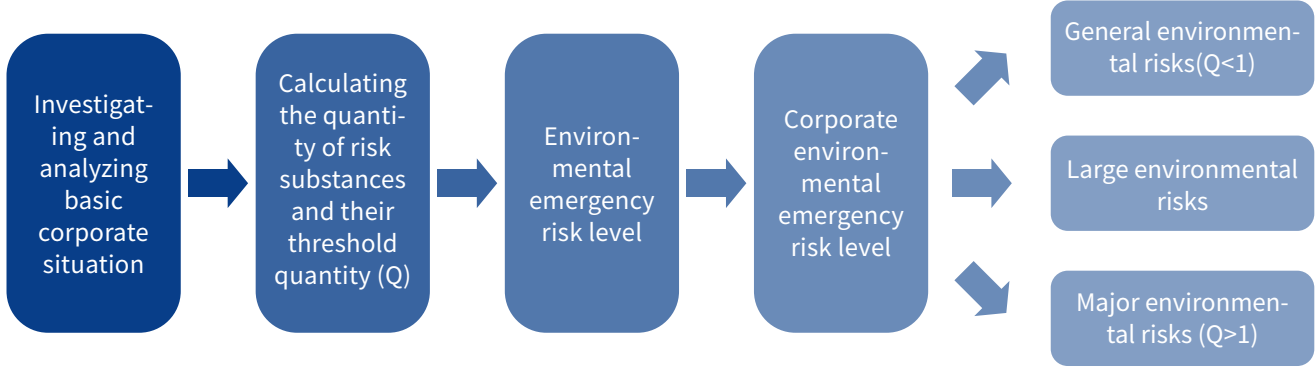 Investigat-
ing and
analyzing
basic
corporate
situation
Calculating
the quanti-
ty of risk
substances
and their
threshold
quantity (Q)
Environ-
mental
emergency
risk level
Corporate
environ-
mental
emergency
risk level
General environmen-
tal risks(Q<1)
Large environmental
risks
Major environmen-
tal risks (Q>1)